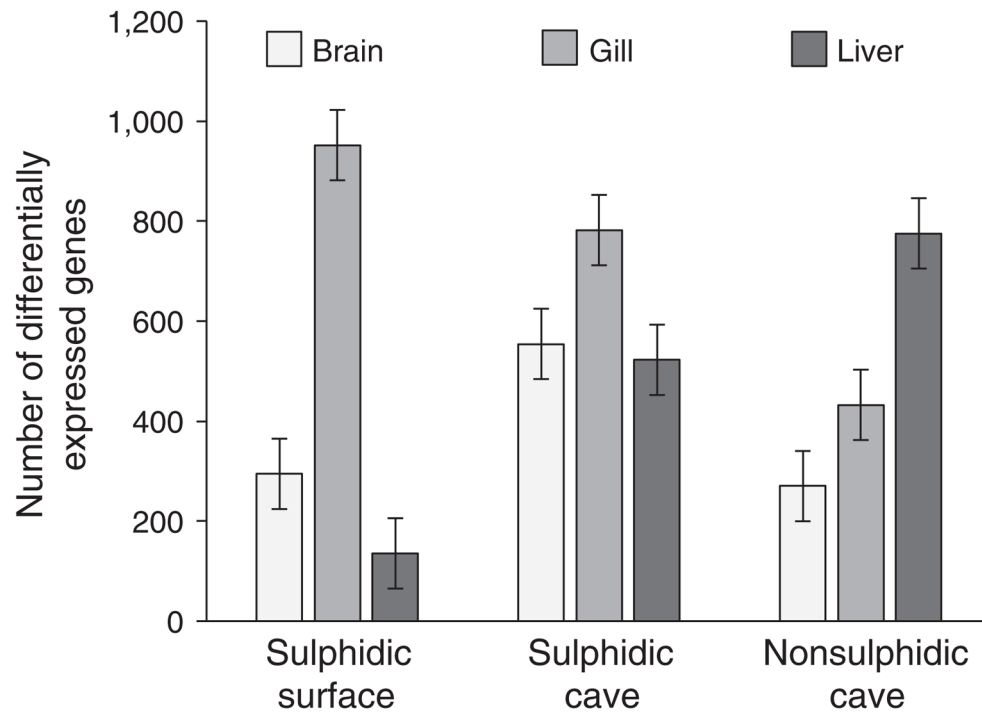 Number of differentially
expressed genes
1,200
1,000
800
600
400
200
0
Brain
Gill
Liver
Sulphidic
surface
Sulphidic
cave
Nonsulphidic
cave